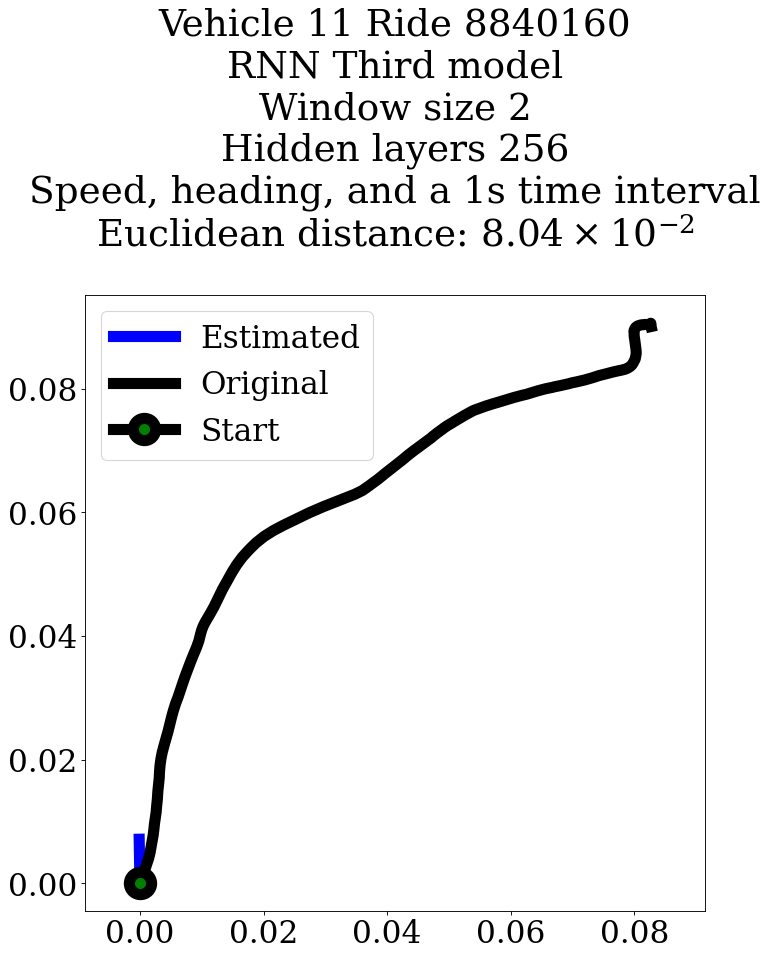 Vehicle 11 Ride 8840160
RNN Third model
Window size 2
Hidden layers 256
Speed, heading, and a 1s time interval
Euclidean distance: 8.04 × 10⁻²
Estimated
Original
Start
0.08
0.06
0.04
0.02
0.00
0.00 0.02 0.04 0.06 0.08